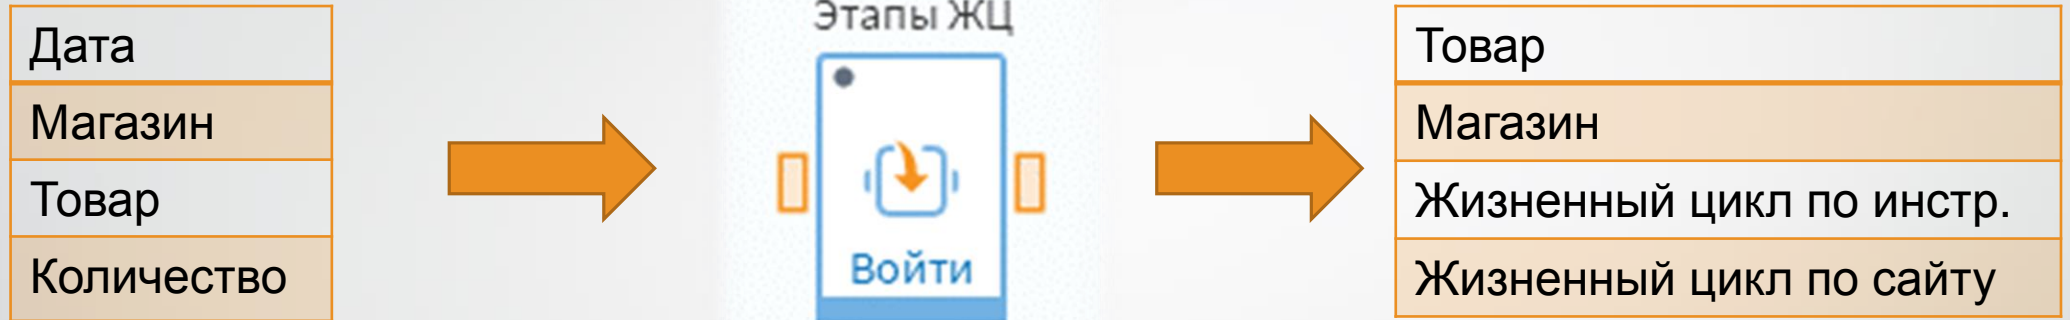 Дата
Магазин
Товар
Количество
Этапы ЖЦ
Войти
Товар
Магазин
Жизненный цикл по инстр.
Жизненный цикл по сайту